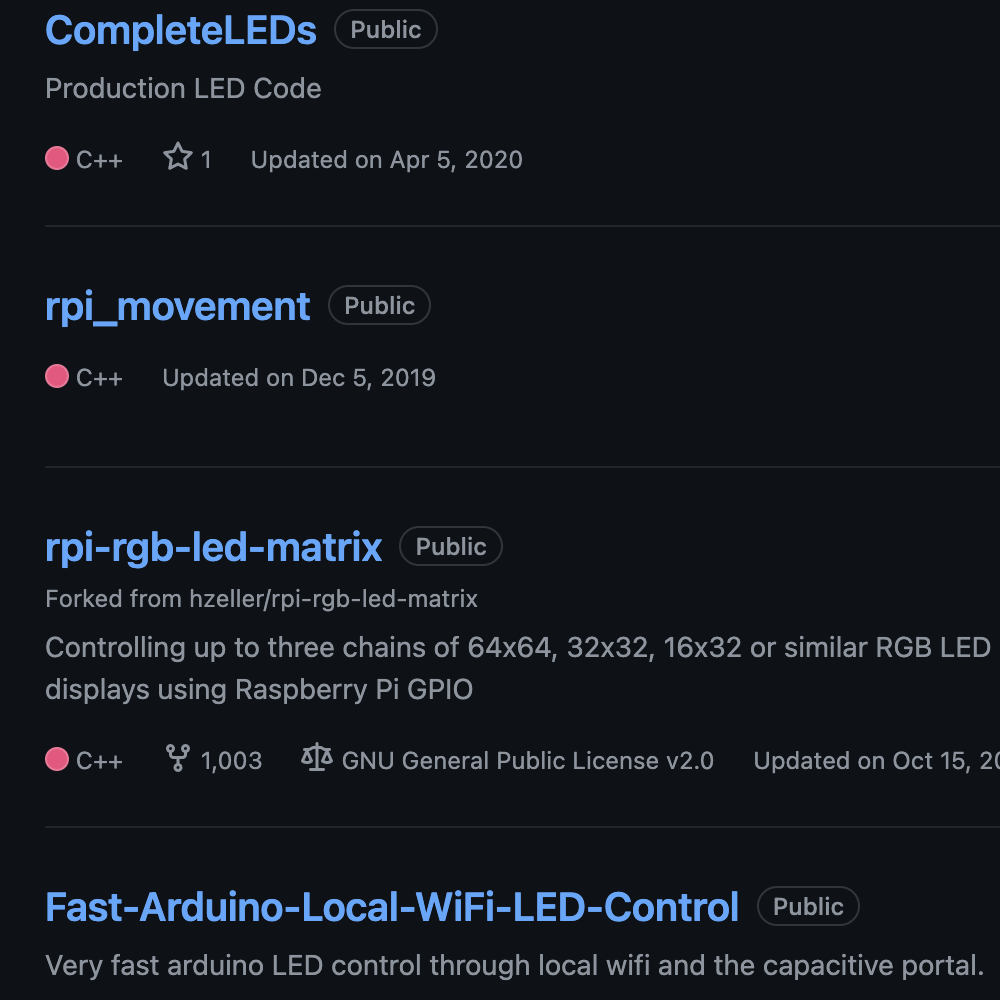 CompleteLEDs Public
Production LED Code
C++ 1 Updated on Apr 5, 2020
rpi_movement Public
C++ Updated on Dec 5, 2019
rpi-rgb-led-matrix Public
Forked from hzeller/rpi-rgb-led-matrix
Controlling up to three chains of 64x64, 32x32, 16x32 or similar RGB LED
displays using Raspberry Pi GPIO
C++ 1,003 GNU General Public License v2.0 Updated on Oct 15,
Fast-Arduino-Local-WiFi-LED-Control Public
Very fast arduino LED control through local wifi and the capacitive portal.